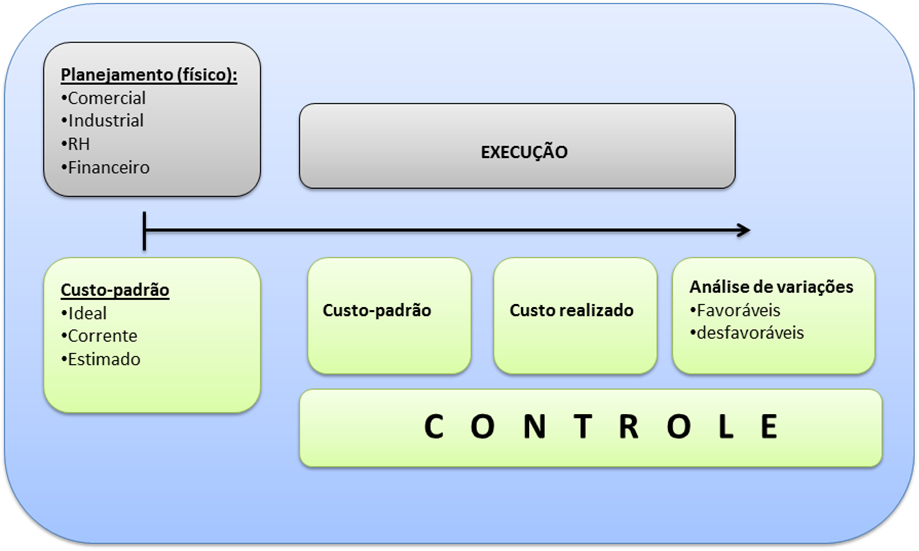 Planejamento (físico):
•Comercial
•Industrial
•RH
•Financeiro
EXECUÇÃO
Custo-padrão
•Ideal
•Corrente
•Estimado
Custo-padrão
Custo realizado
Análise de variações
•Favoráveis
•desfavoráveis
C O N T R O L E